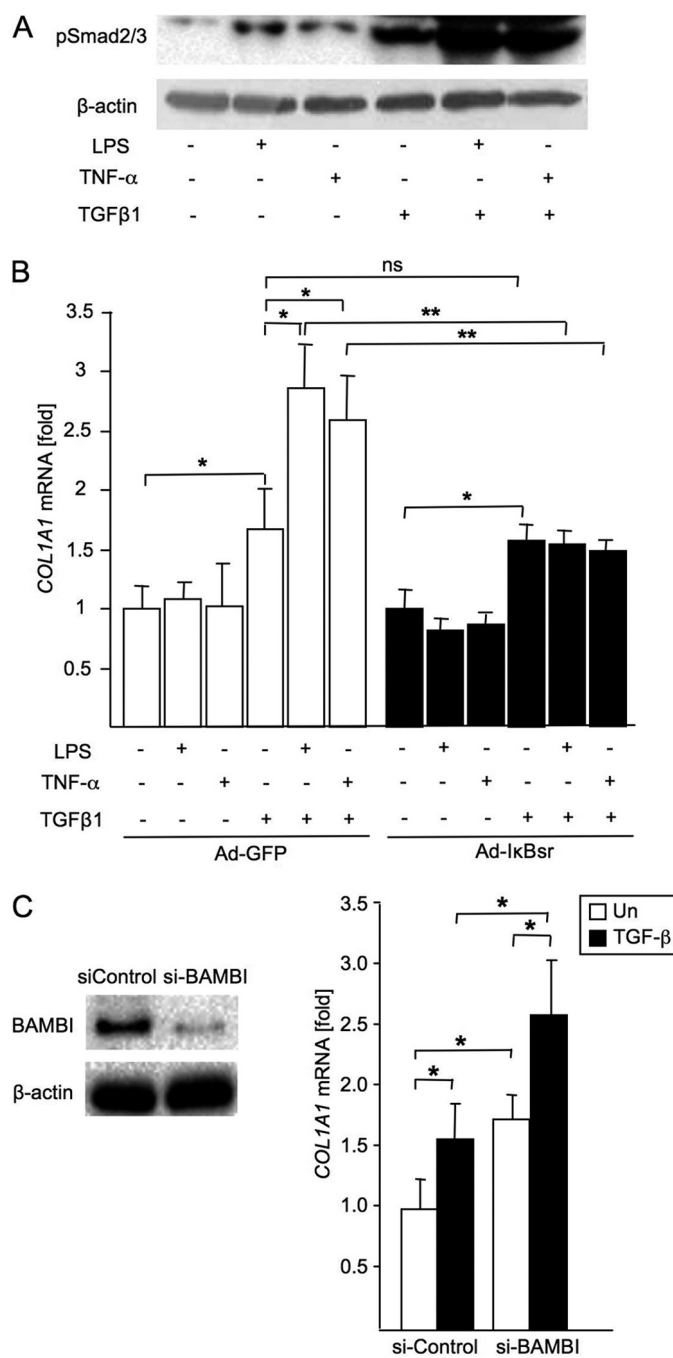 A
pSmad2/3
β-actin
LPS - + - - + -
TNF-α - - + - - +
TGFβ1 - - - + + +
B
COL1A1 mRNA [fold]
3.5
3
2.5
2
1.5
1
0.5
ns
* *
** **
* *
LPS - + - - + - - + - - + -
TNF-α - - + - - + - - + - - +
TGFβ1 - - - + + + - - - + + +
Ad-GFP Ad-IκBsr
C
siControl si-BAMBI
BAMBI
β-actin
COL1A1 mRNA [fold]
3.5
3.0
2.5
2.0
1.5
1.0
0.5
* * * *
Un
TGF-β
si-Control si-BAMBI